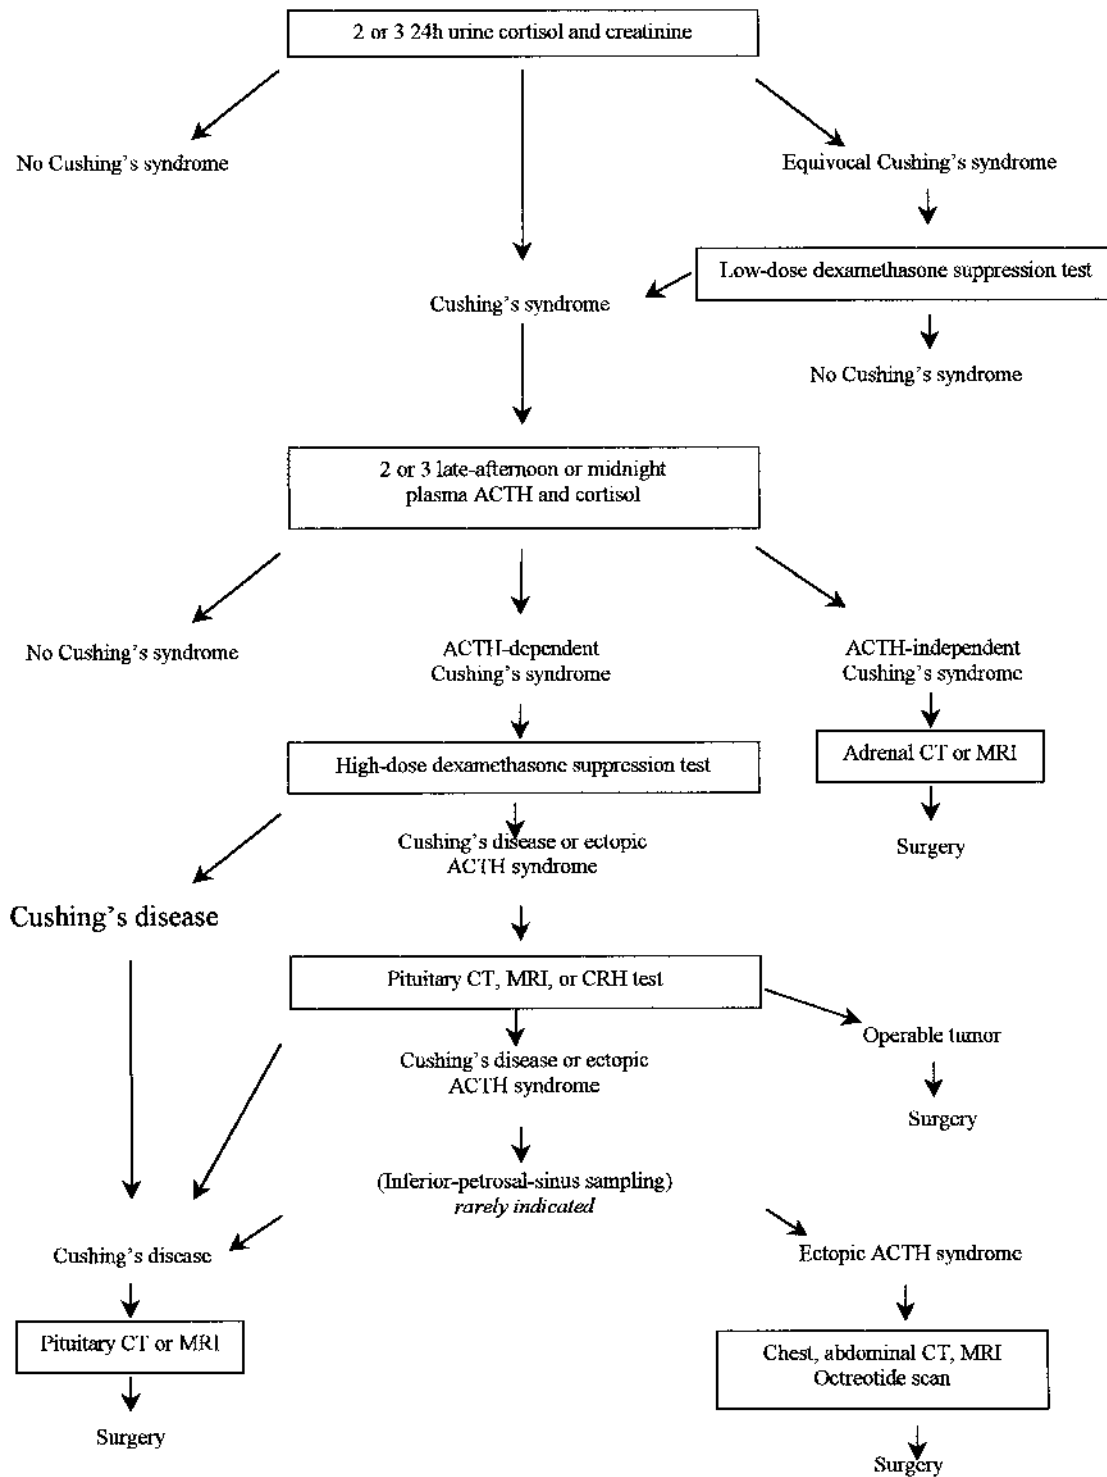 2 or 3 24h urine cortisol and creatinine
No Cushing's syndrome
Equivocal Cushing's syndrome
Low-dose dexamethasone suppression test
Cushing's syndrome
No Cushing's syndrome
2 or 3 late-afternoon or midnight
plasma ACTH and cortisol
No Cushing's syndrome
ACTH-dependent
Cushing's syndrome
ACTH-independent
Cushing's syndrome
High-dose dexamethasone suppression test
Adrenal CT or MRI
Cushing's disease or ectopic
ACTH syndrome
Surgery
Cushing's disease
Pituitary CT, MRI, or CRH test
Operable tumor
Cushing's disease or ectopic
ACTH syndrome
Surgery
(Inferior-petrosal-sinus sampling)
rarely indicated
Cushing's disease
Ectopic ACTH syndrome
Pituitary CT or MRI
Chest, abdominal CT, MRI
Octreotide scan
Surgery
Surgery